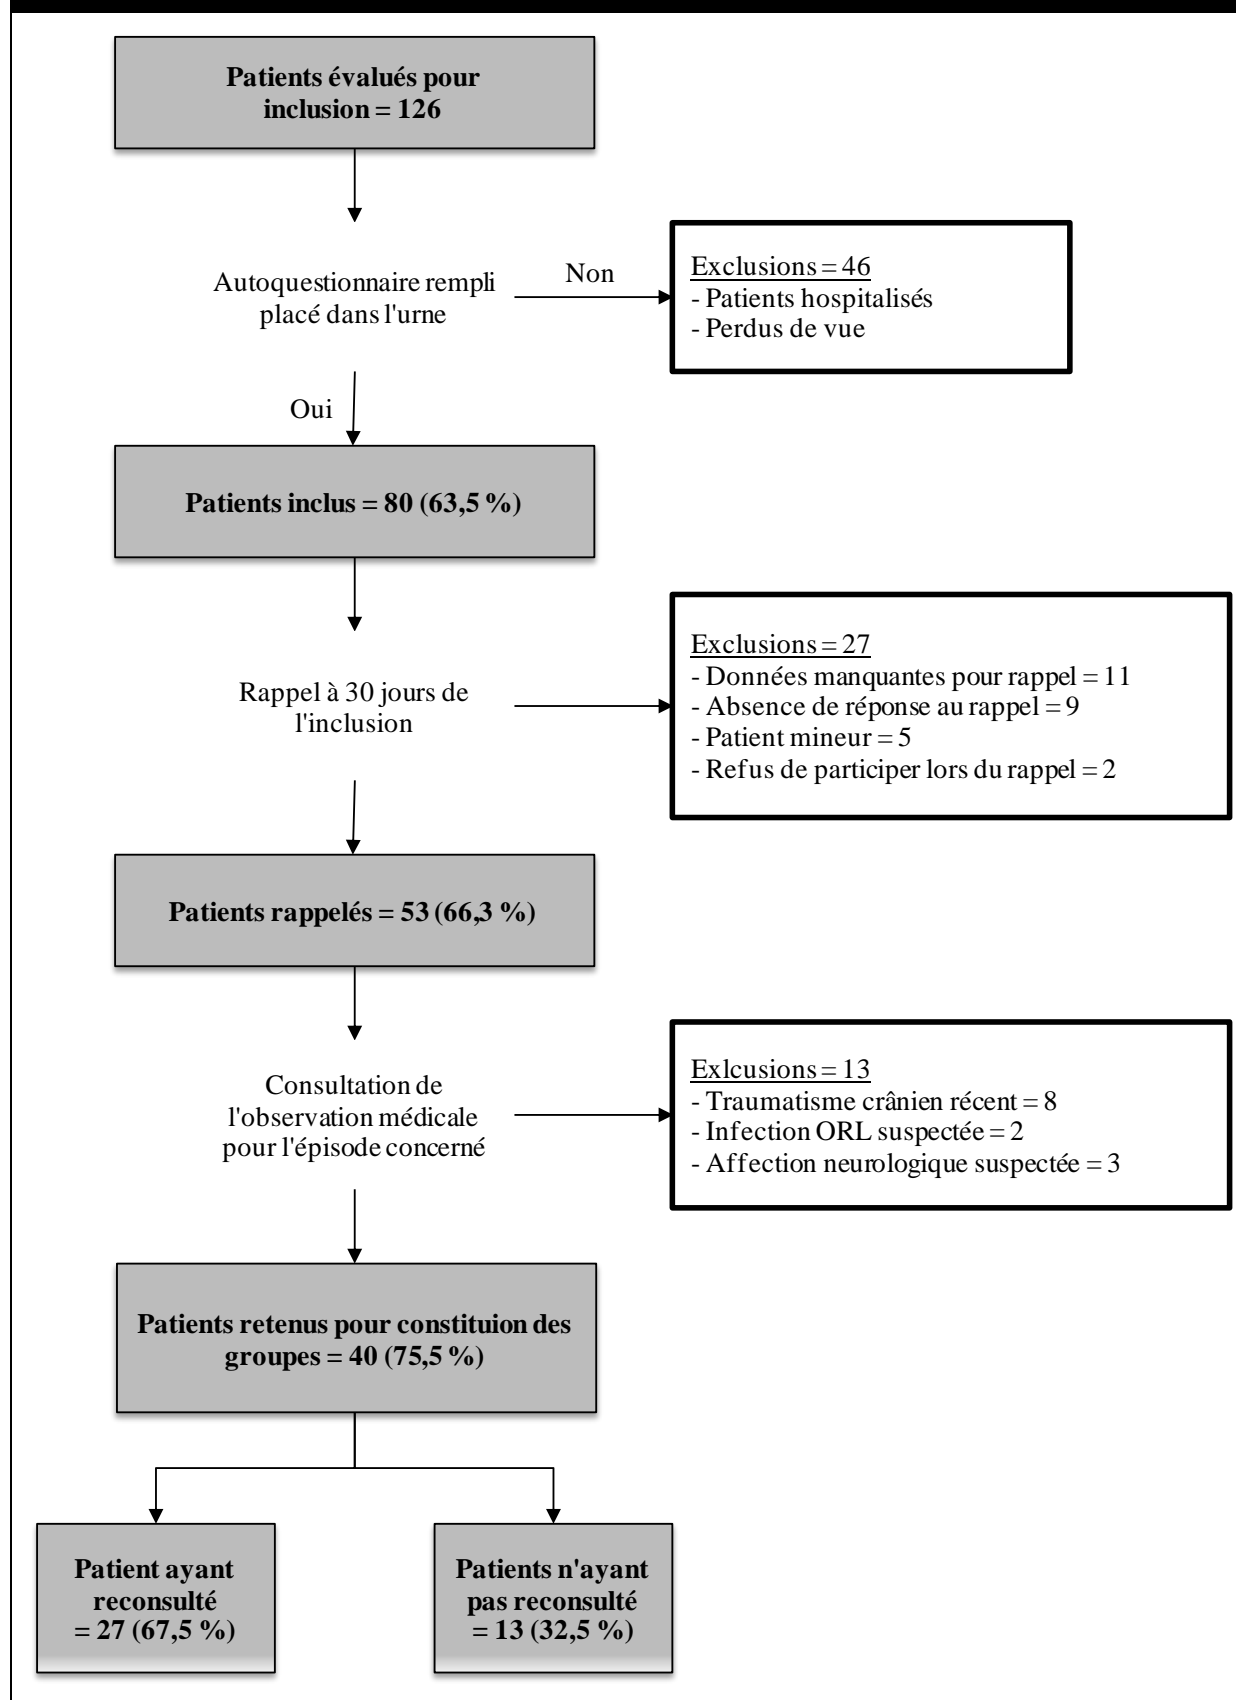 Patients évalués pour
inclusion = 126
Autoquestionnaire rempli
placé dans l'urne
Non
Exclusions = 46
- Patients hospitalisés
- Perdus de vue
Oui
Patients inclus = 80 (63,5 %)
Rappel à 30 jours de
l'inclusion
Exclusions = 27
- Données manquantes pour rappel = 11
- Absence de réponse au rappel = 9
- Patient mineur = 5
- Refus de participer lors du rappel = 2
Patients rappelés = 53 (66,3 %)
Consultation de
l'observation médicale
pour l'épisode concerné
Exlcusions = 13
- Traumatisme crânien récent = 8
- Infection ORL suspectée = 2
- Affection neurologique suspectée = 3
Patients retenus pour constituion des
groupes = 40 (75,5 %)
Patient ayant
reconsulté
= 27 (67,5 %)
Patients n'ayant
pas reconsulté
= 13 (32,5 %)